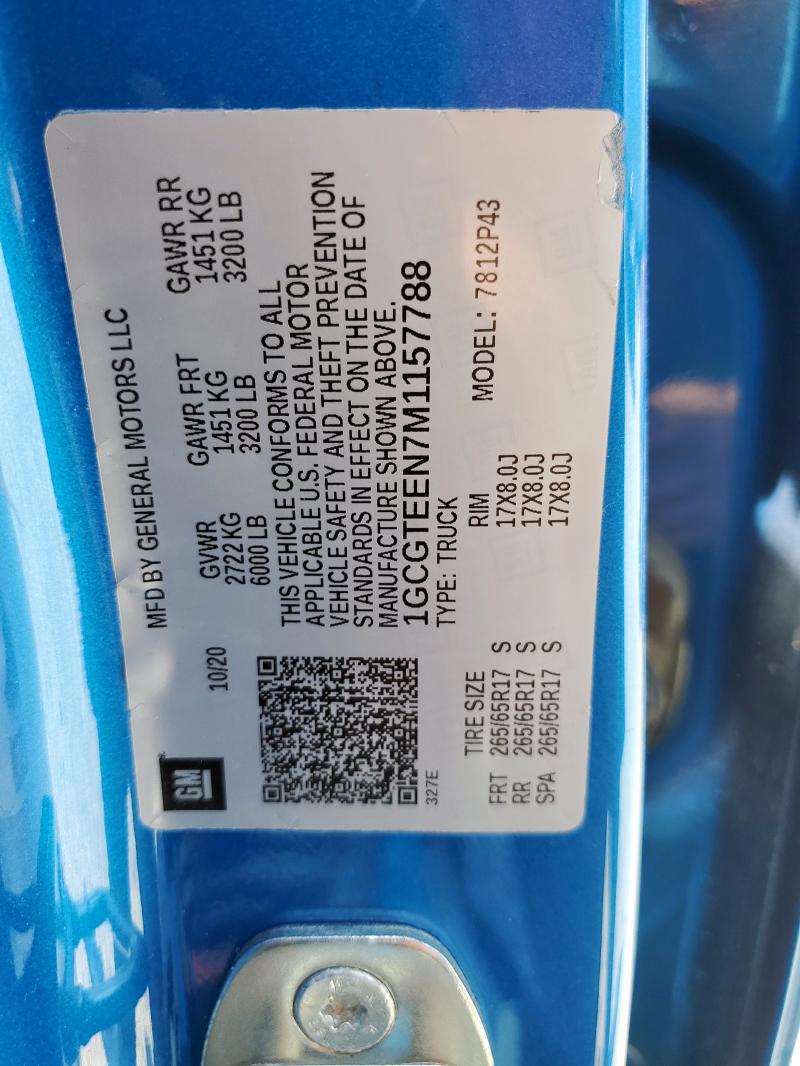 MFD BY GENERAL MOTORS LLC
GM
10/20
GVWR GAWR FRT GAWR RR
2722 KG 1451 KG 1451 KG
6000 LB 3200 LB 3200 LB
THIS VEHICLE CONFORMS TO ALL
APPLICABLE U.S. FEDERAL MOTOR
VEHICLE SAFETY AND THEFT PREVENTION
STANDARDS IN EFFECT ON THE DATE OF
MANUFACTURE SHOWN ABOVE.
1GCGTEEN7M1157788
327E
TYPE: TRUCK
TIRE SIZE RIM MODEL: 7812P43
FRT 265/65R17 S 17X8.0J
RR 265/65R17 S 17X8.0J
SPA 265/65R17 S 17X8.0J